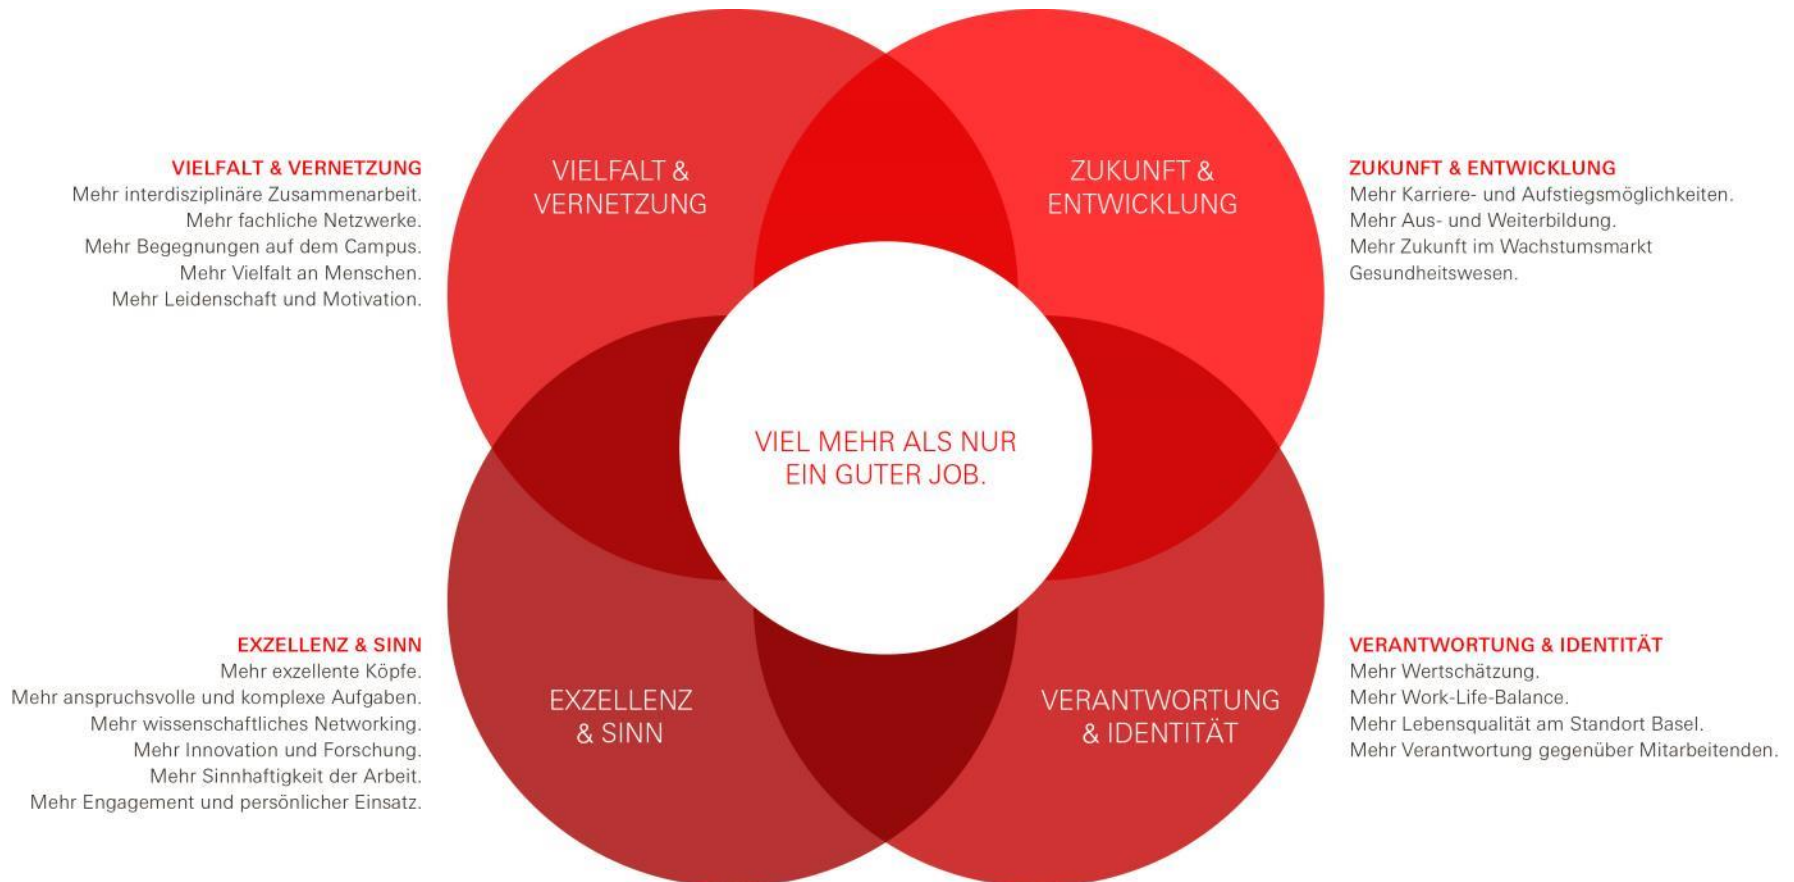 VIELFALT & VERNETZUNG
Mehr interdisziplinäre Zusammenarbeit.
Mehr fachliche Netzwerke.
Mehr Begegnungen auf dem Campus.
Mehr Vielfalt an Menschen.
Mehr Leidenschaft und Motivation.
VIELFALT &
VERNETZUNG
ZUKUNFT &
ENTWICKLUNG
ZUKUNFT & ENTWICKLUNG
Mehr Karriere- und Aufstiegsmöglichkeiten.
Mehr Aus- und Weiterbildung.
Mehr Zukunft im Wachstumsmarkt
Gesundheitswesen.
VIEL MEHR ALS NUR
EIN GUTER JOB.
EXZELLENZ & SINN
Mehr exzellente Köpfe.
Mehr anspruchsvolle und komplexe Aufgaben.
Mehr wissenschaftliches Networking.
Mehr Innovation und Forschung.
Mehr Sinnhaftigkeit der Arbeit.
Mehr Engagement und persönlicher Einsatz.
EXZELLENZ
& SINN
VERANTWORTUNG
& IDENTITÄT
VERANTWORTUNG & IDENTITÄT
Mehr Wertschätzung.
Mehr Work-Life-Balance.
Mehr Lebensqualität am Standort Basel.
Mehr Verantwortung gegenüber Mitarbeitenden.